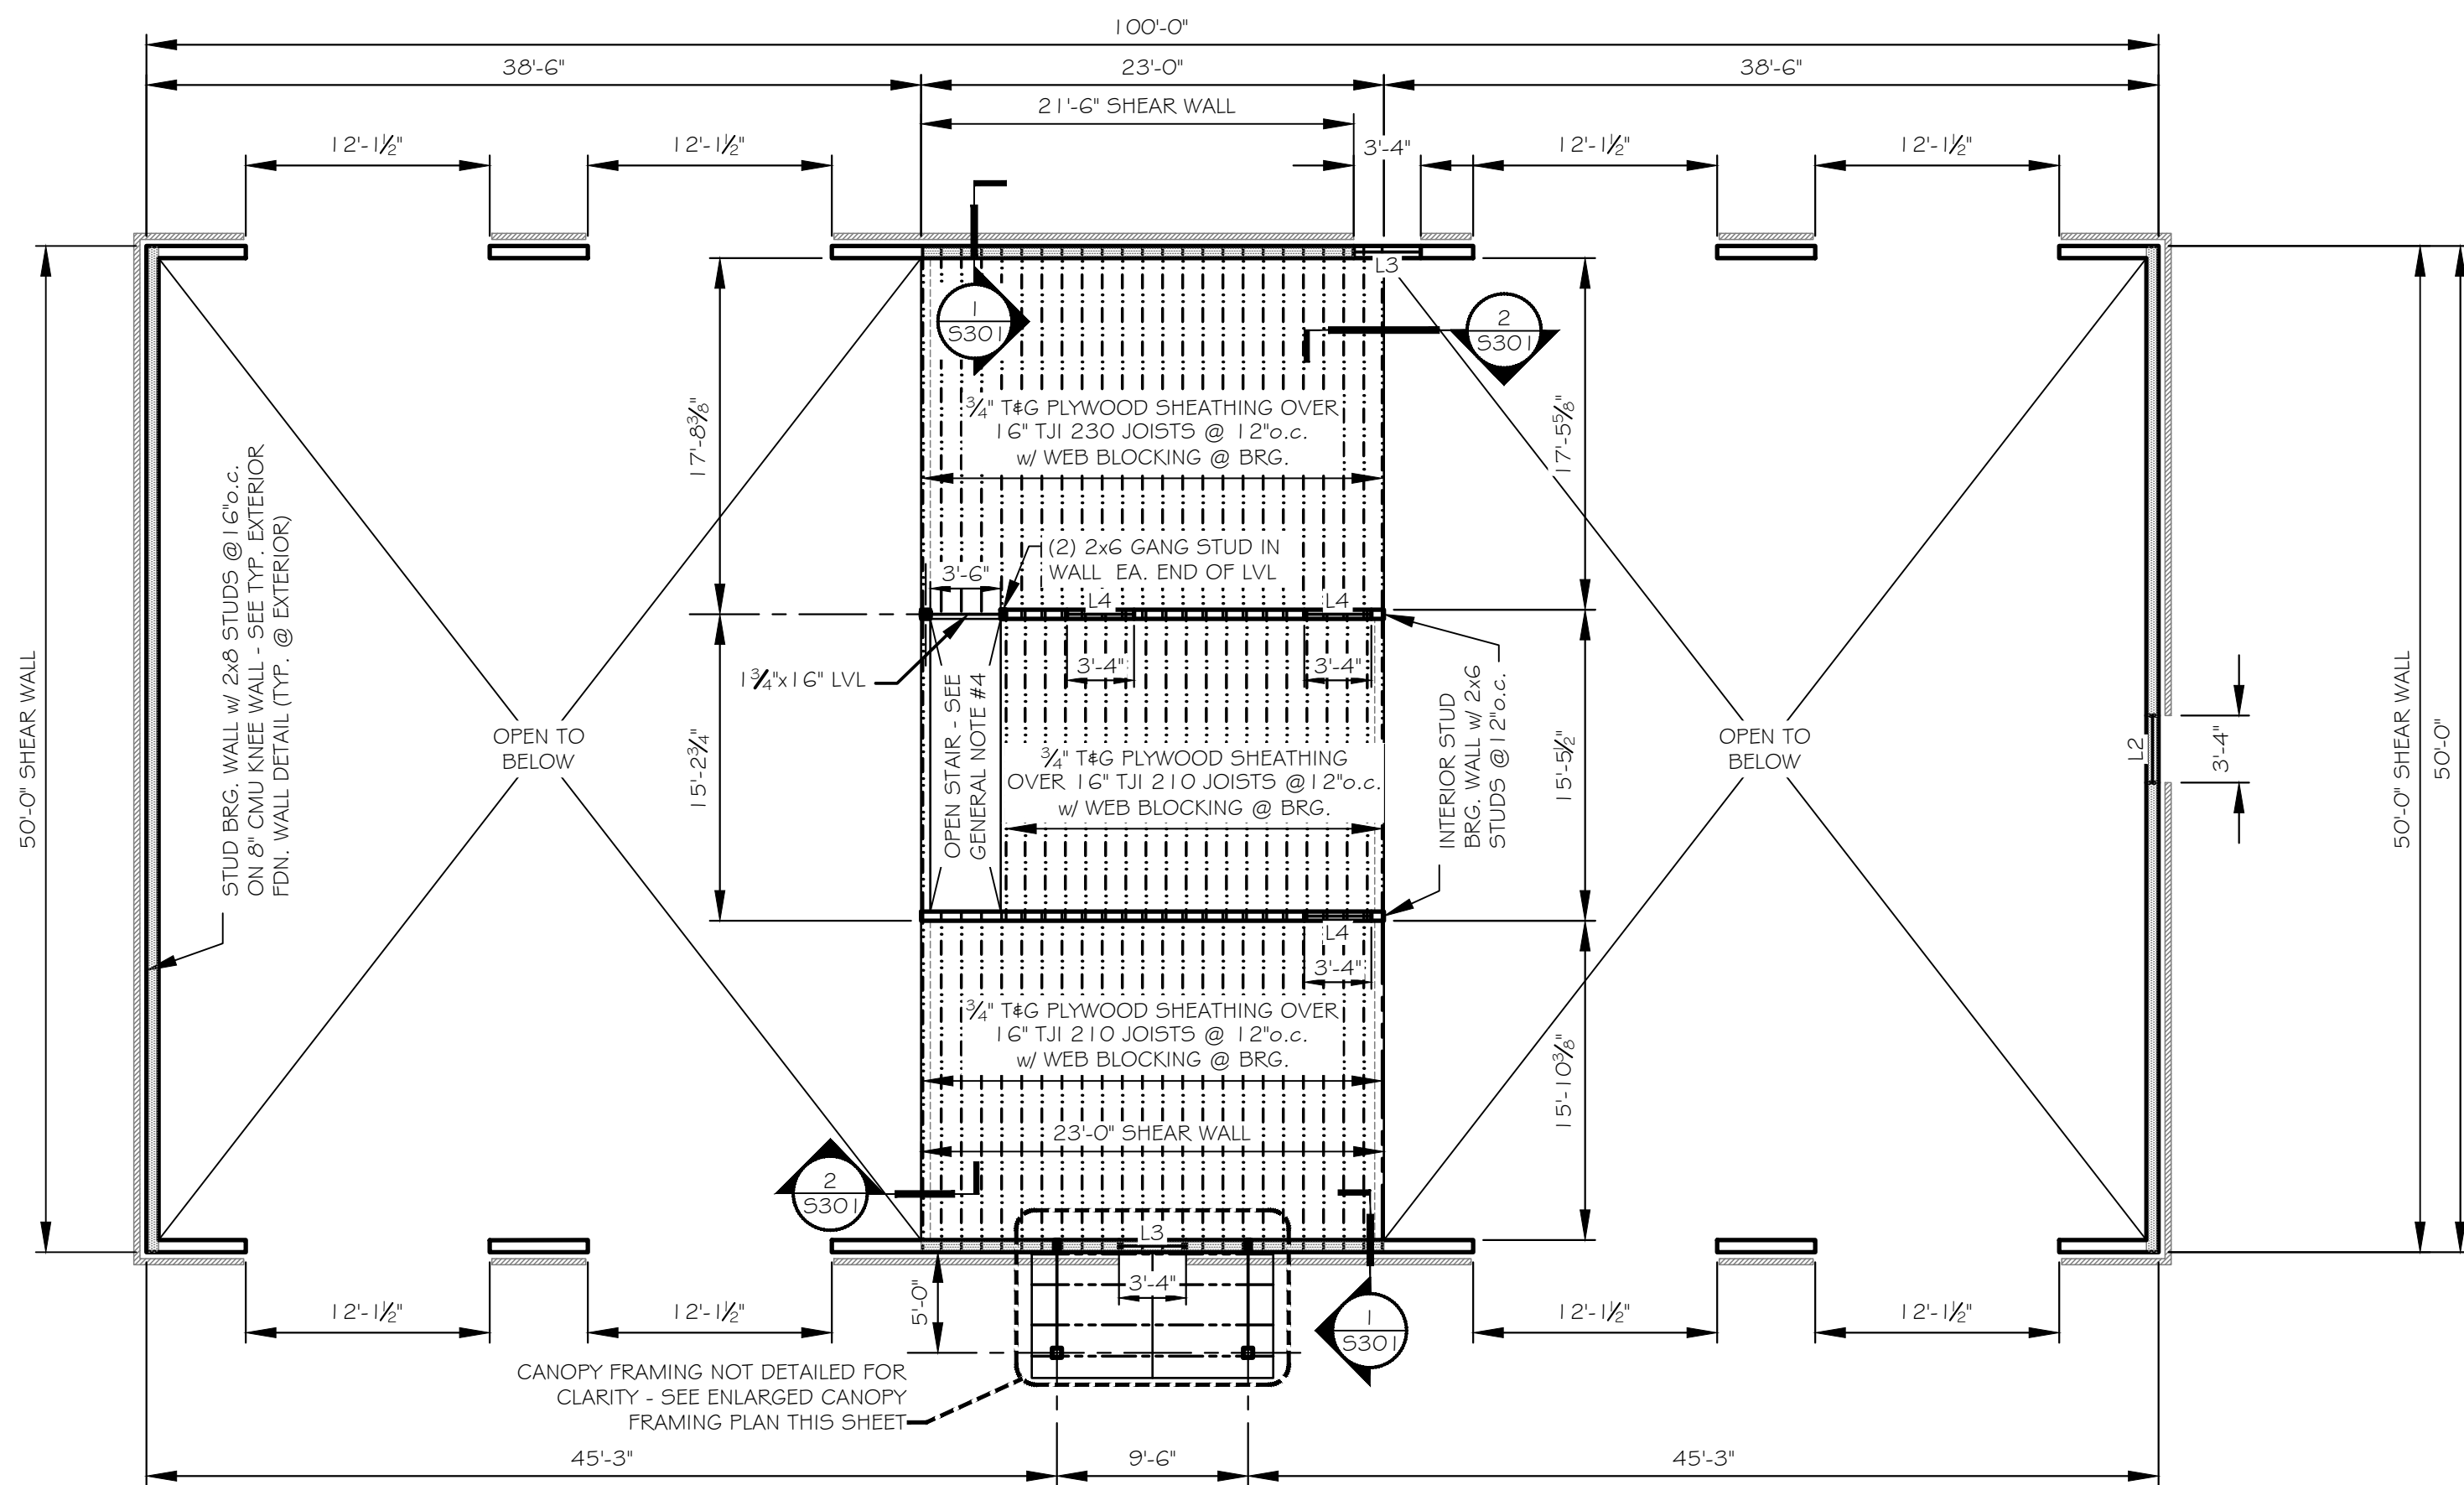 100'-0"
38'-6"
23'-0"
38'-6"
21'-6" SHEAR WALL
12'-1½"
12'-1½"
3'-4"
12'-1½"
12'-1½"
L3
1
S301
2
S301
17'-8⅜"
17'-5⅝"
¾" T&G PLYWOOD SHEATHING OVER
16" TJI 230 JOISTS @ 12"o.c.
w/ WEB BLOCKING @ BRG.
STUD BRG. WALL w/ 2x8 STUDS @16"o.c.
ON 8" CMU KNEE WALL - SEE TYP. EXTERIOR
FDN. WALL DETAIL (TYP. @ EXTERIOR)
(2) 2x6 GANG STUD IN
WALL EA. END OF LVL
3'-6"
L4
L4
3'-4"
3'-4"
1¾"x16" LVL
50'-0" SHEAR WALL
OPEN TO
BELOW
15'-2¾"
OPEN STAIR - SEE
GENERAL NOTE #4
¾" T&G PLYWOOD SHEATHING
OVER 16" TJI 210 JOISTS @12"o.c.
w/ WEB BLOCKING @ BRG.
INTERIOR STUD
BRG. WALL w/ 2x6
STUDS @12"o.c.
15'-5½"
OPEN TO
BELOW
L2
3'-4"
50'-0" SHEAR WALL
50'-0"
L4
3'-4"
¾" T&G PLYWOOD SHEATHING OVER
16" TJI 210 JOISTS @ 12"o.c.
w/ WEB BLOCKING @ BRG.
15'-10⅜"
23'-0" SHEAR WALL
2
S301
L3
3'-4"
5'-0"
12'-1½"
12'-1½"
1
S301
12'-1½"
12'-1½"
CANOPY FRAMING NOT DETAILED FOR
CLARITY - SEE ENLARGED CANOPY
FRAMING PLAN THIS SHEET
45'-3"
9'-6"
45'-3"